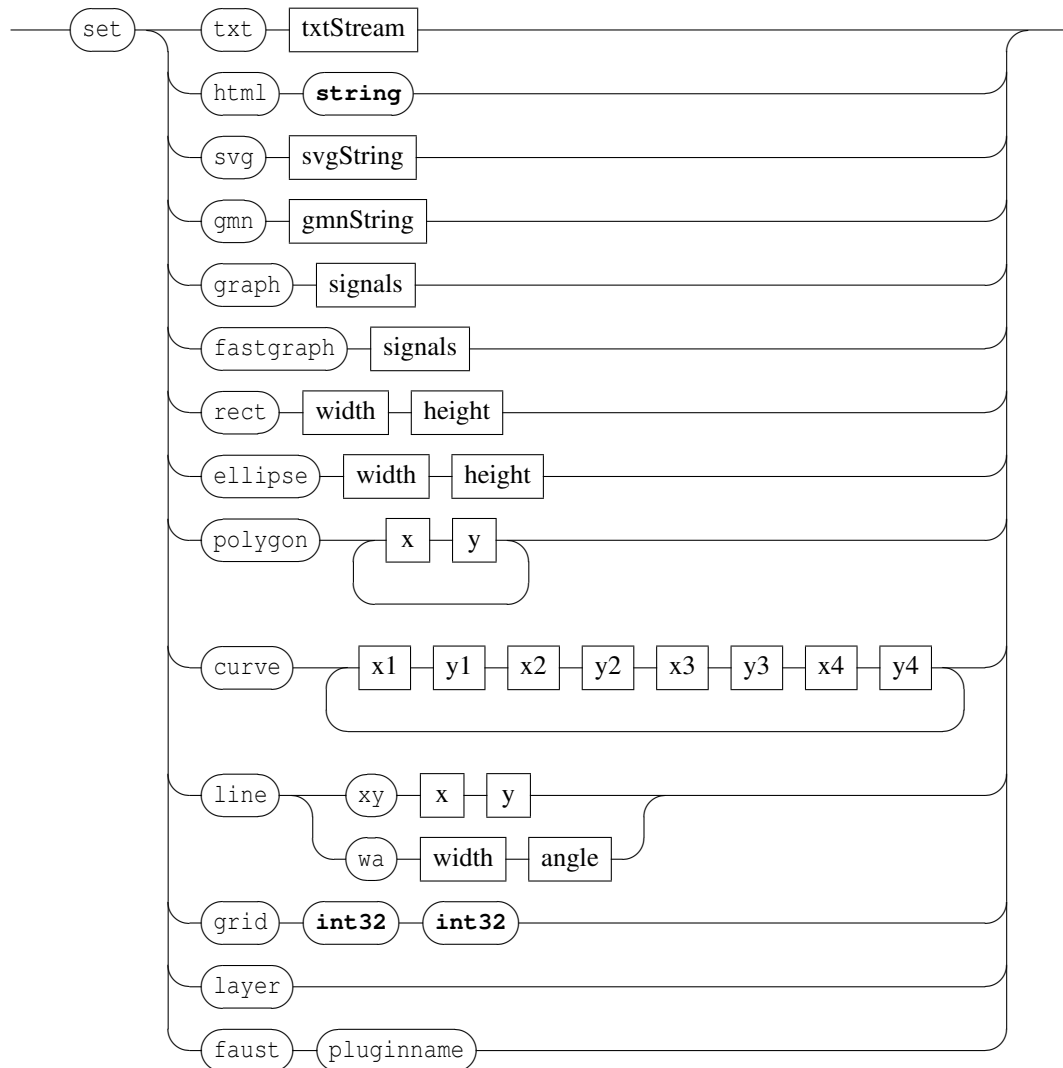 set txt txtStream
html string
svg svgString
gmn gmnString
graph signals
fastgraph signals
rect width height
ellipse width height
polygon x y
curve x1 y1 x2 y2 x3 y3 x4 y4
line xy x y
wa width angle
grid int32 int32
layer
faust pluginname